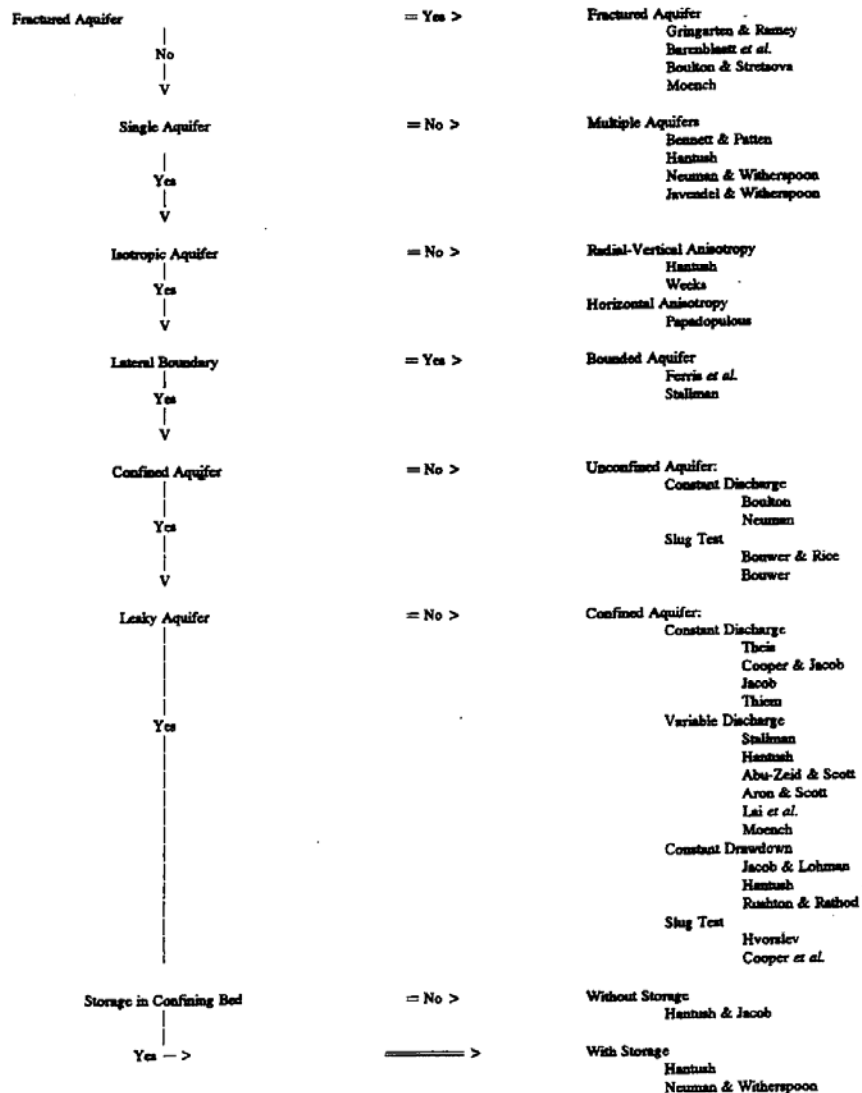 Fractured Aquifer = Yes > Fractured Aquifer
Gringarten & Ramey
Barenblaett et al.
No Boulton & Stretsova
V Moench
Single Aquifer = No > Multiple Aquifers
Bennett & Patten
Hantush
Yes Neuman & Witherspoon
Javendel & Witherspoon
V
Isotropic Aquifer = No > Radial-Vertical Anisotropy
Hantush
Yes Weeks
Horizontal Anisotropy
V Papadopulous
Lateral Boundary = Yes > Bounded Aquifer
Ferris et al.
Yes Stallman
V
Confined Aquifer = No > Unconfined Aquifer:
Constant Discharge
Boulton
Yes Neuman
Slug Test
Bouwer & Rice
V Bouwer
Leaky Aquifer = No > Confined Aquifer:
Constant Discharge
Theis
Cooper & Jacob
Jacob
Thiem
Yes Variable Discharge
Stallman
Hantush
Abu-Zeid & Scott
Aron & Scott
Lai et al.
Moench
Constant Drawdown
Jacob & Lohman
Hantush
Rushton & Rathod
Slug Test
Hvorslev
Cooper et al.
Storage in Confining Bed = No > Without Storage
Hantush & Jacob
Yes — > ═══ > With Storage
Hantush
Neuman & Witherspoon